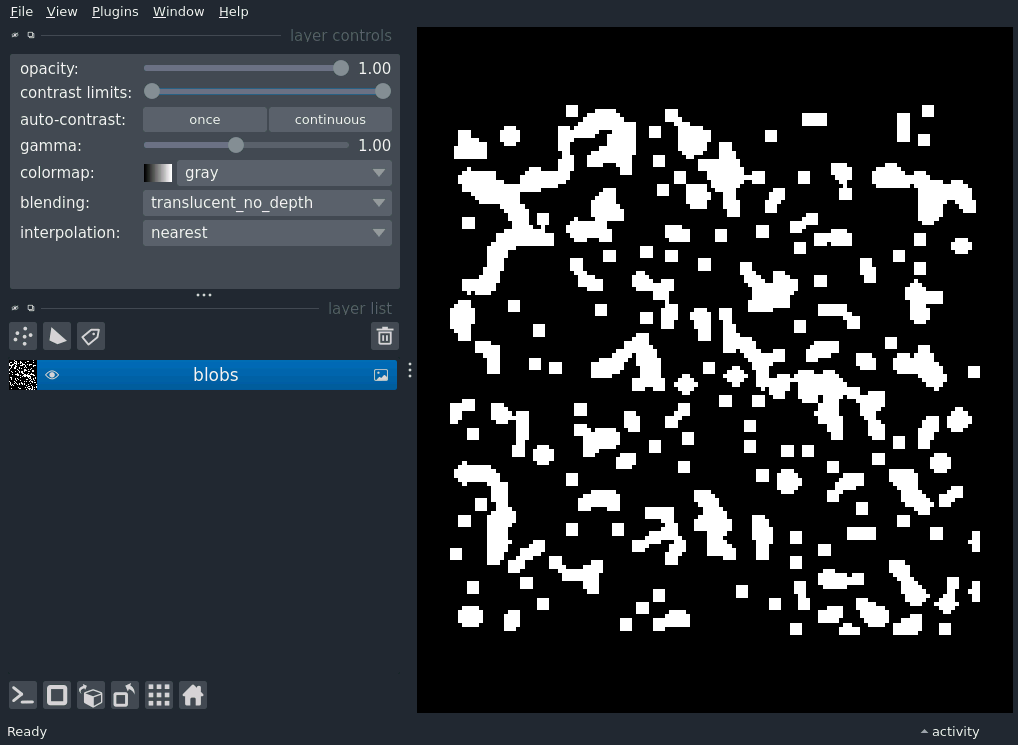 File View Plugins Window Help
layer controls
opacity: 1.00
contrast limits:
auto-contrast: once continuous
gamma: 1.00
colormap: gray
blending: translucent_no_depth
interpolation: nearest
layer list
blobs
Ready activity